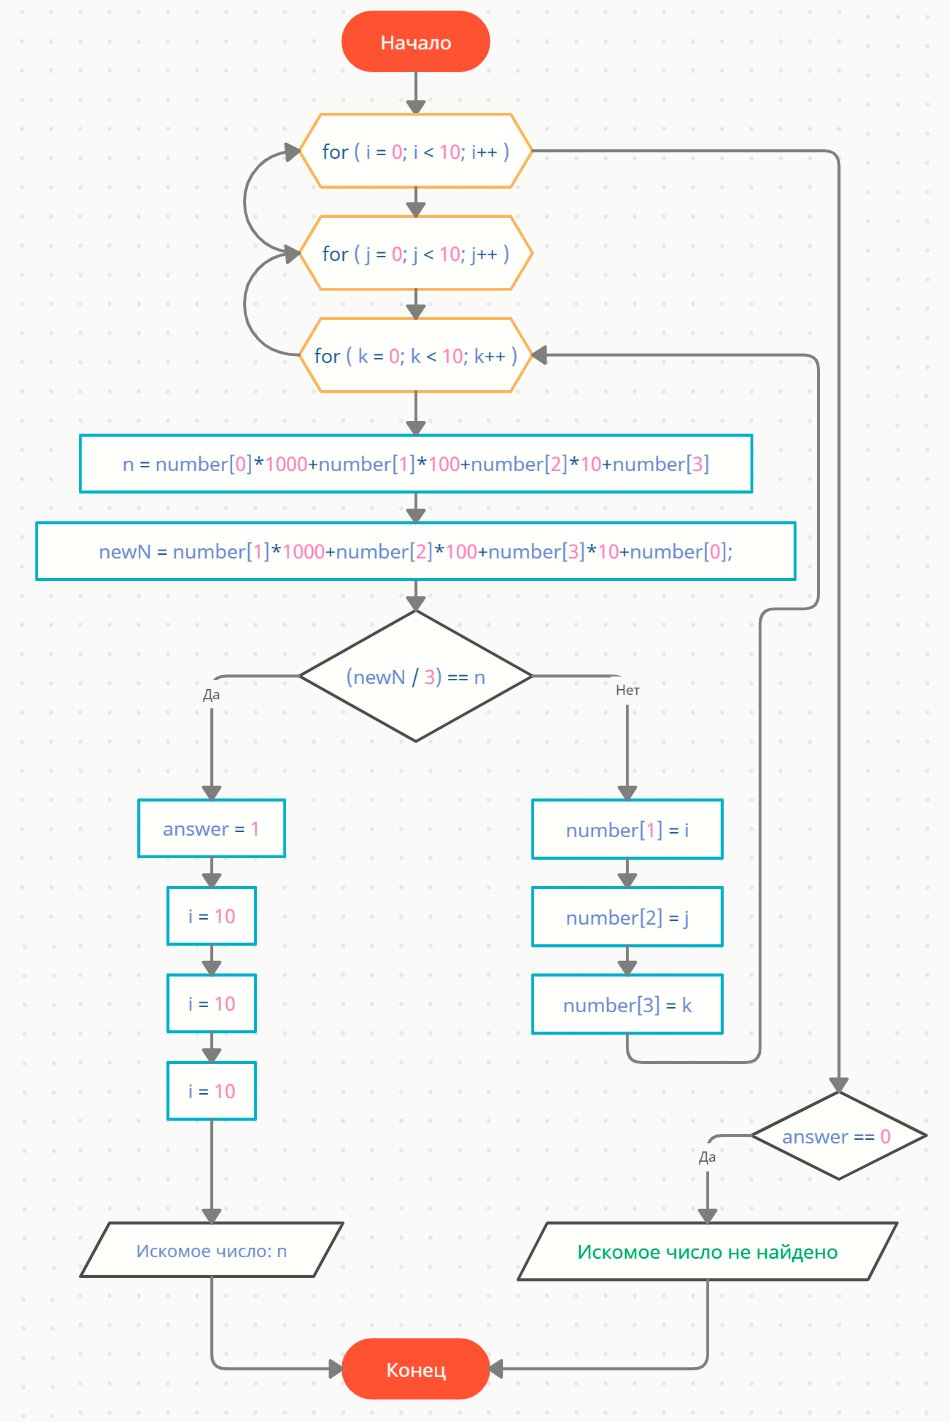 Начало
for ( i = 0; i < 10; i++ )
for ( j = 0; j < 10; j++ )
for ( k = 0; k < 10; k++ )
n = number[0]*1000+number[1]*100+number[2]*10+number[3]
newN = number[1]*1000+number[2]*100+number[3]*10+number[0];
(newN / 3) == n
Да
Нет
answer = 1
number[1] = i
i = 10
number[2] = j
i = 10
number[3] = k
i = 10
answer == 0
Да
Искомое число: n
Искомое число не найдено
Конец